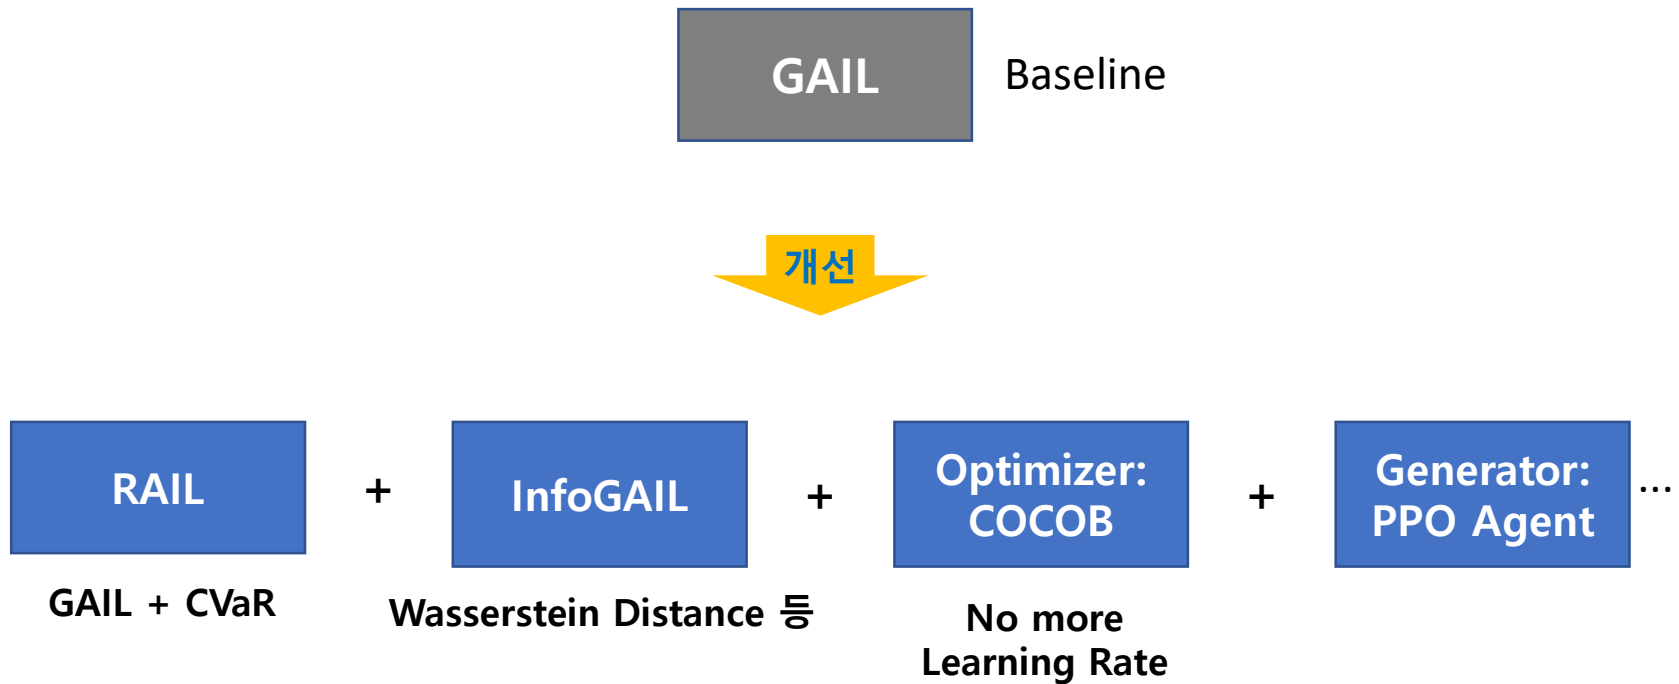 GAIL
Baseline
개선
RAIL
+
InfoGAIL
+
Optimizer:
COCOB
+
Generator:
PPO Agent
...
GAIL + CVaR
Wasserstein Distance 등
No more
Learning Rate